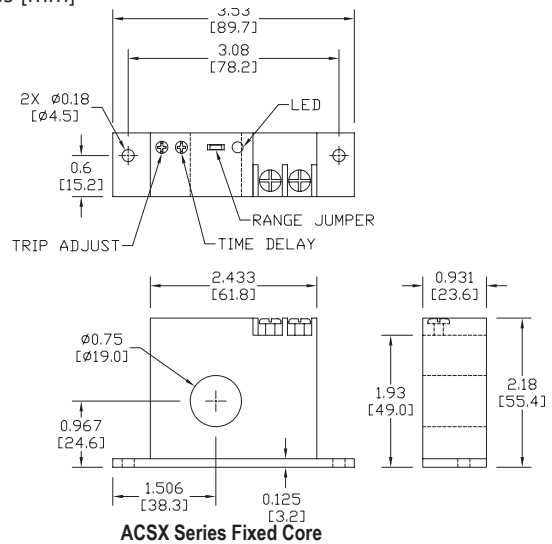 3.53
[89.7]
3.08
[78.2]
2X Ø0.18
[Ø4.5]
LED
0.6
[15.2]
RANGE JUMPER
TRIP ADJUST
TIME DELAY
2.433
[61.8]
0.931
[23.6]
Ø0.75
[Ø19.0]
1.93
[49.0]
2.18
[55.4]
0.967
[24.6]
1.506
[38.3]
0.125
[3.2]
ACSX Series Fixed Core